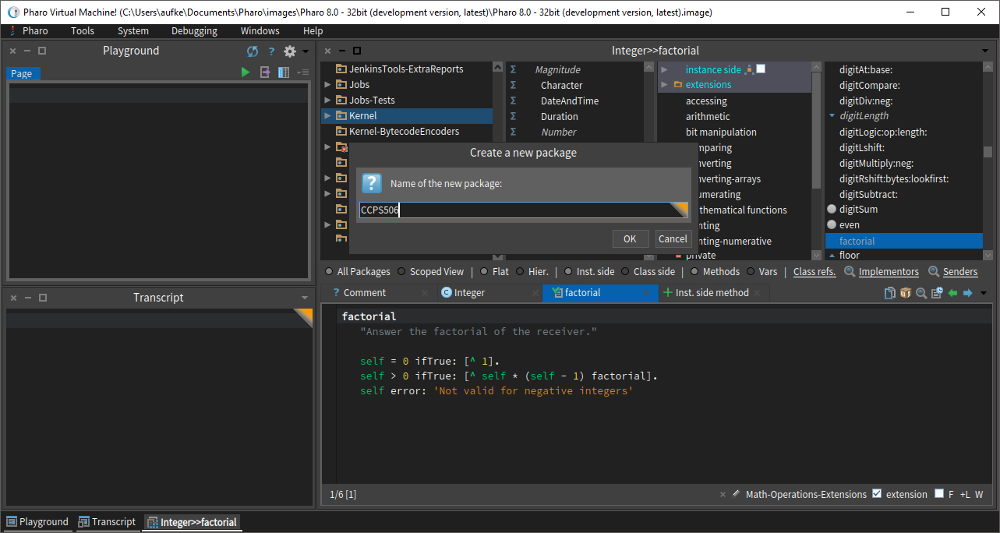 Pharo Virtual Machine! (C:\Users\aufke\Documents\Pharo\images\Pharo 8.0 - 32bit (development version, latest)\Pharo 8.0 - 32bit (development version, latest).image)
Pharo Tools System Debugging Windows Help
Playground
?
Page
Transcript
Integer>>factorial
JenkinsTools-ExtraReports
Jobs
Jobs-Tests
Kernel
Kernel-BytecodeEncoders
Σ Magnitude
Σ Character
Σ DateAndTime
Σ Duration
Σ Number
instance side
extensions
accessing
arithmetic
bit manipulation
mparing
nverting
nverting-arrays
umerating
thematical functions
nting
nting-numerative
private
digitAt:base:
digitCompare:
digitDiv:neg:
digitLength
digitLogic:op:length:
digitLshift:
digitMultiply:neg:
digitRshift:bytes:lookfirst:
digitSubtract:
digitSum
even
factorial
floor
Create a new package
? Name of the new package:
CCPS506
OK Cancel
All Packages Scoped View | Flat Hier. | Inst. side Class side | Methods Vars | Class refs. Implementors Senders
? Comment C Integer factorial Inst. side method
factorial
"Answer the factorial of the receiver."
self = 0 ifTrue: [^ 1].
self > 0 ifTrue: [^ self * (self - 1) factorial].
self error: 'Not valid for negative integers'
1/6 [1] Math-Operations-Extensions extension F +L W
Playground Transcript Integer>>factorial